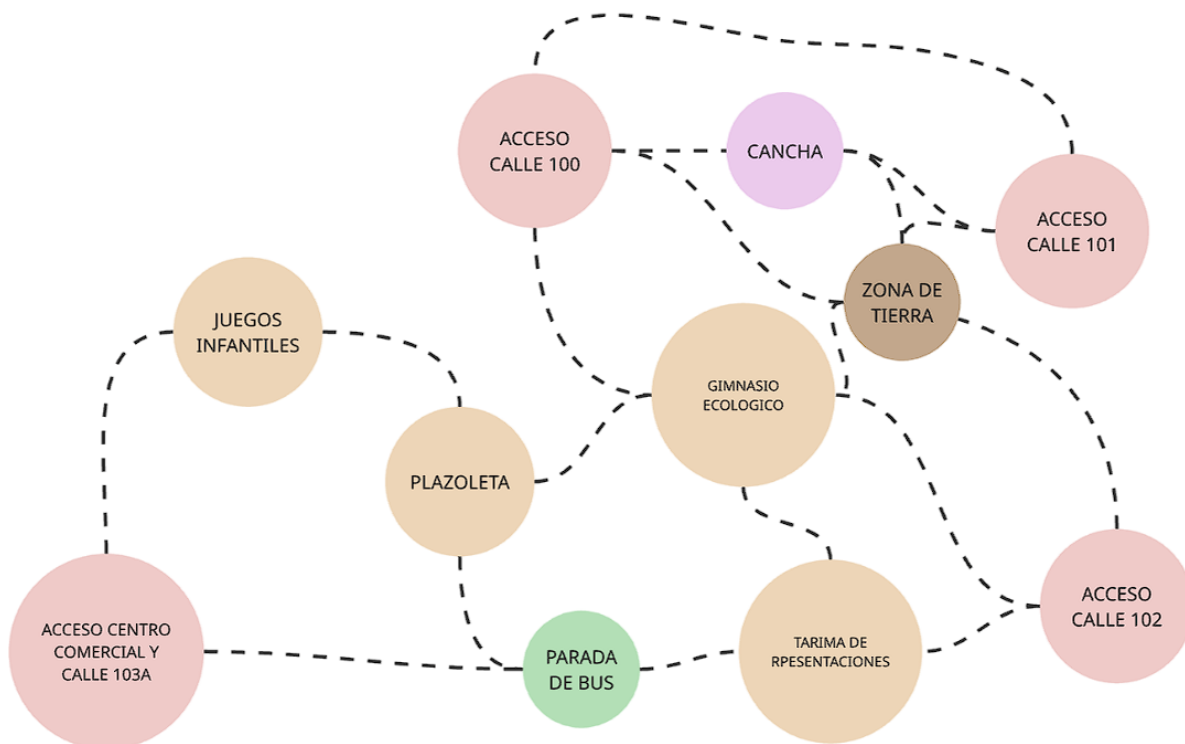 ACCESO
CALLE 100
CANCHA
ACCESO
CALLE 101
ZONA DE
TIERRA
JUEGOS
INFANTILES
GIMNASIO
ECOLOGICO
PLAZOLETA
ACCESO
CALLE 102
ACCESO CENTRO
COMERCIAL Y
CALLE 103A
PARADA
DE BUS
TARIMA DE
RPESENTACIONES